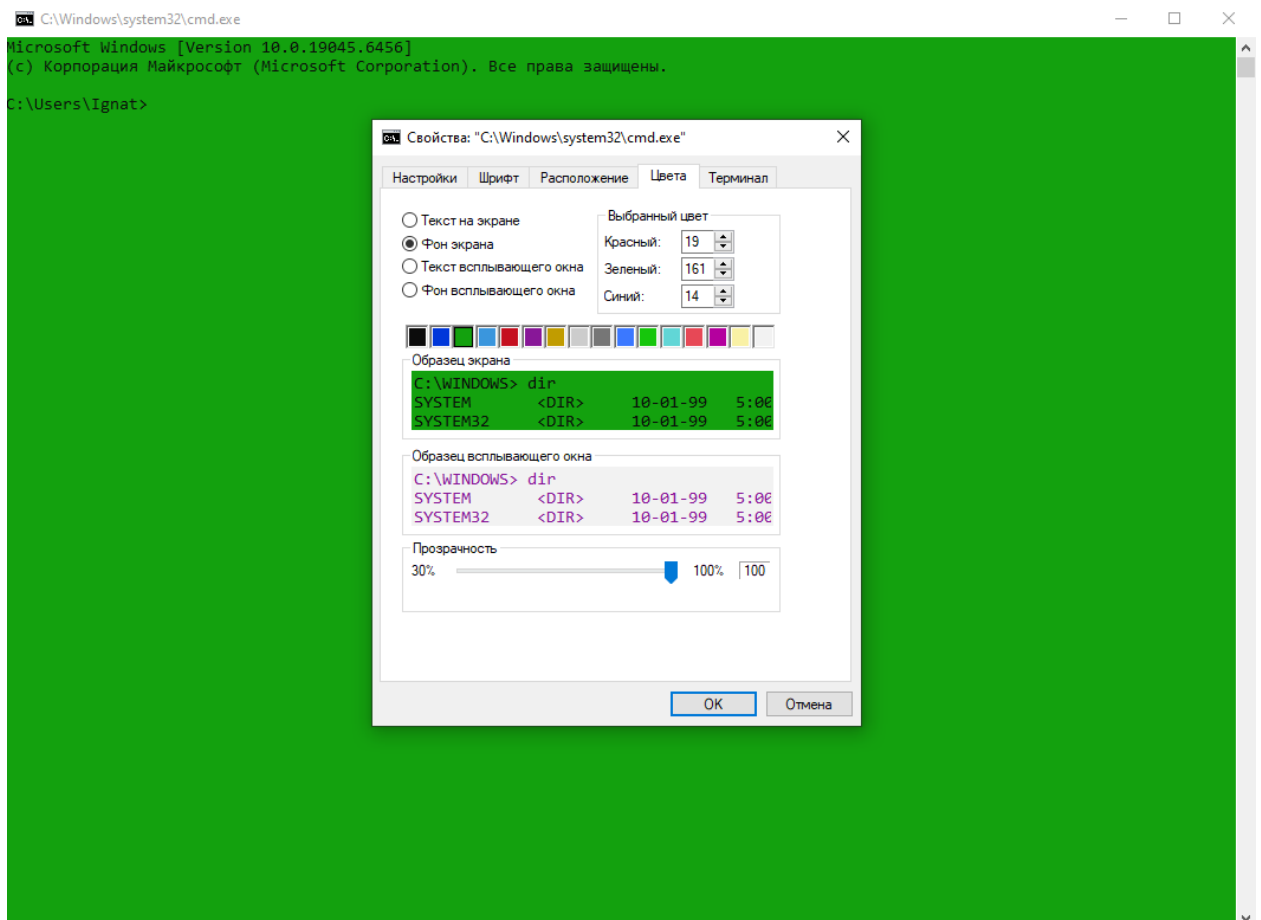 C:\Windows\system32\cmd.exe
Microsoft Windows [Version 10.0.19045.6456]
(c) Корпорация Майкрософт (Microsoft Corporation). Все права защищены.
C:\Users\Ignat>
Свойства: "C:\Windows\system32\cmd.exe"
Настройки Шрифт Расположение Цвета Терминал
Текст на экране
Фон экрана
Текст всплывающего окна
Фон всплывающего окна
Выбранный цвет
Красный: 19
Зеленый: 161
Синий: 14
Образец экрана
C:\WINDOWS> dir
SYSTEM <DIR> 10-01-99 5:00
SYSTEM32 <DIR> 10-01-99 5:00
Образец всплывающего окна
C:\WINDOWS> dir
SYSTEM <DIR> 10-01-99 5:00
SYSTEM32 <DIR> 10-01-99 5:00
Прозрачность
30% 100% 100
OK Отмена